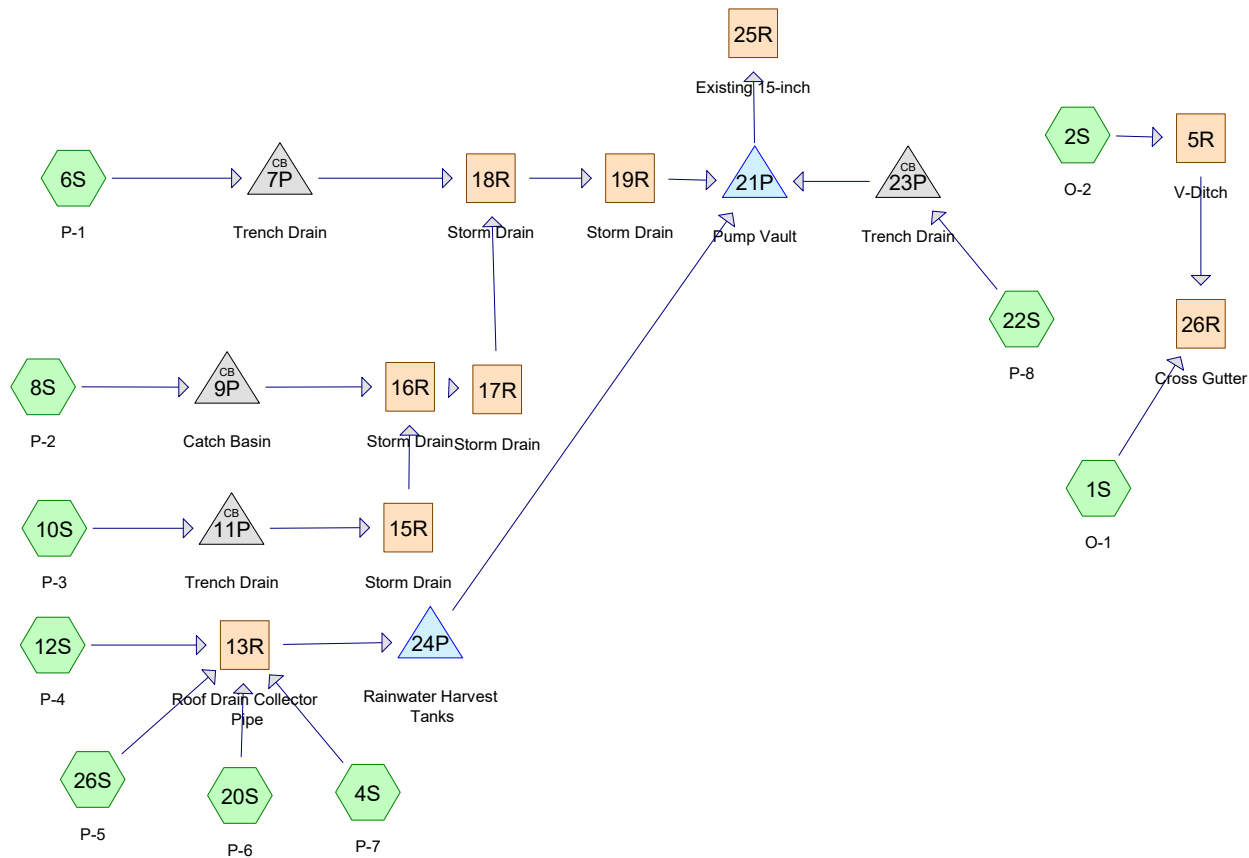 25R
Existing 15-inch
6S
P-1
CB
7P
Trench Drain
18R
Storm Drain
19R
Storm Drain
21P
Pump Vault
CB
23P
Trench Drain
2S
O-2
5R
V-Ditch
22S
P-8
26R
Cross Gutter
8S
P-2
CB
9P
Catch Basin
16R
Storm Drain
17R
Storm Drain
1S
O-1
10S
P-3
CB
11P
Trench Drain
15R
Storm Drain
12S
P-4
13R
Roof Drain Collector
Pipe
24P
Rainwater Harvest
Tanks
26S
P-5
20S
P-6
4S
P-7